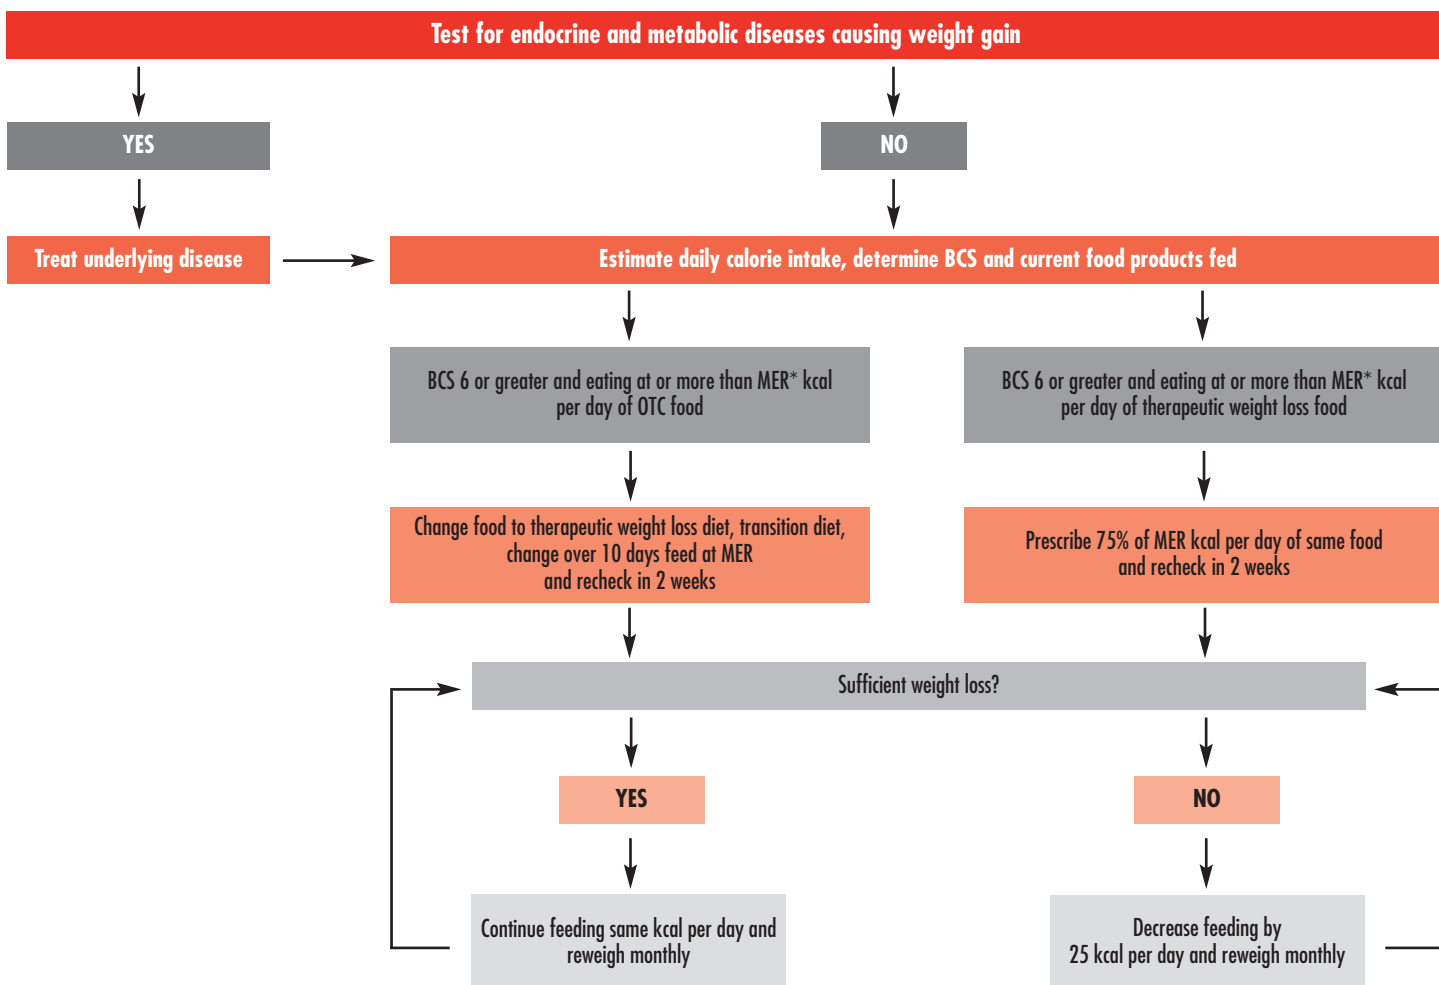 Test for endocrine and metabolic diseases causing weight gain
YES
NO
Treat underlying disease
Estimate daily calorie intake, determine BCS and current food products fed
BCS 6 or greater and eating at or more than MER* kcal
per day of OTC food
BCS 6 or greater and eating at or more than MER* kcal
per day of therapeutic weight loss food
Change food to therapeutic weight loss diet, transition diet,
change over 10 days feed at MER
and recheck in 2 weeks
Prescribe 75% of MER kcal per day of same food
and recheck in 2 weeks
Sufficient weight loss?
YES
NO
Continue feeding same kcal per day and
reweigh monthly
Decrease feeding by
25 kcal per day and reweigh monthly